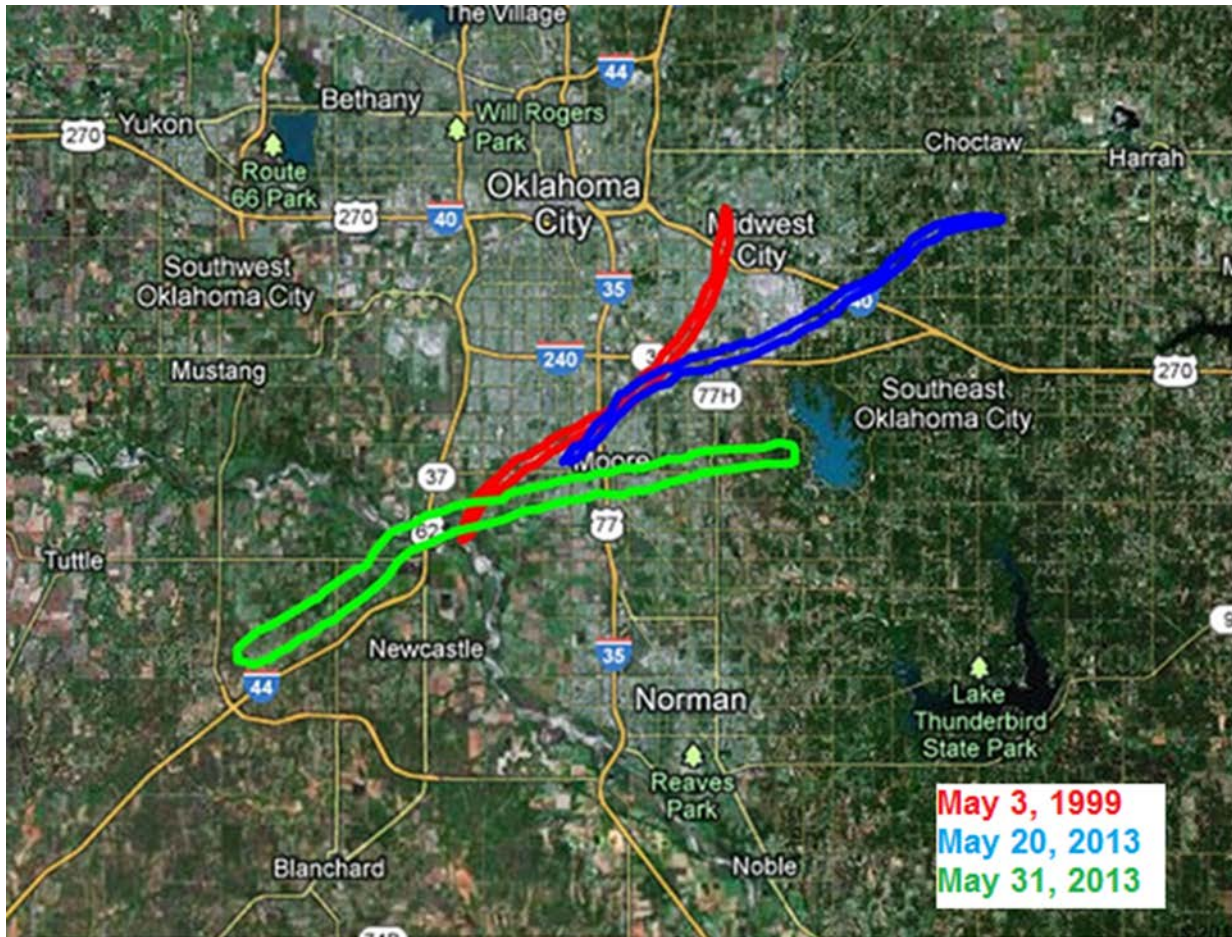 The Village
44
Bethany
Yukon
270
Will Rogers
Park
Route
66 Park
Choctaw
Harrah
Oklahoma
City
270
40
Midwest
City
Southwest
Oklahoma City
35
40
240
3
Mustang
270
77H
Southeast
Oklahoma City
Moore
37
62
77
Tuttle
Newcastle
35
44
Norman
Lake
Thunderbird
State Park
Reaves
Park
May 3, 1999
May 20, 2013
May 31, 2013
Blanchard
Noble